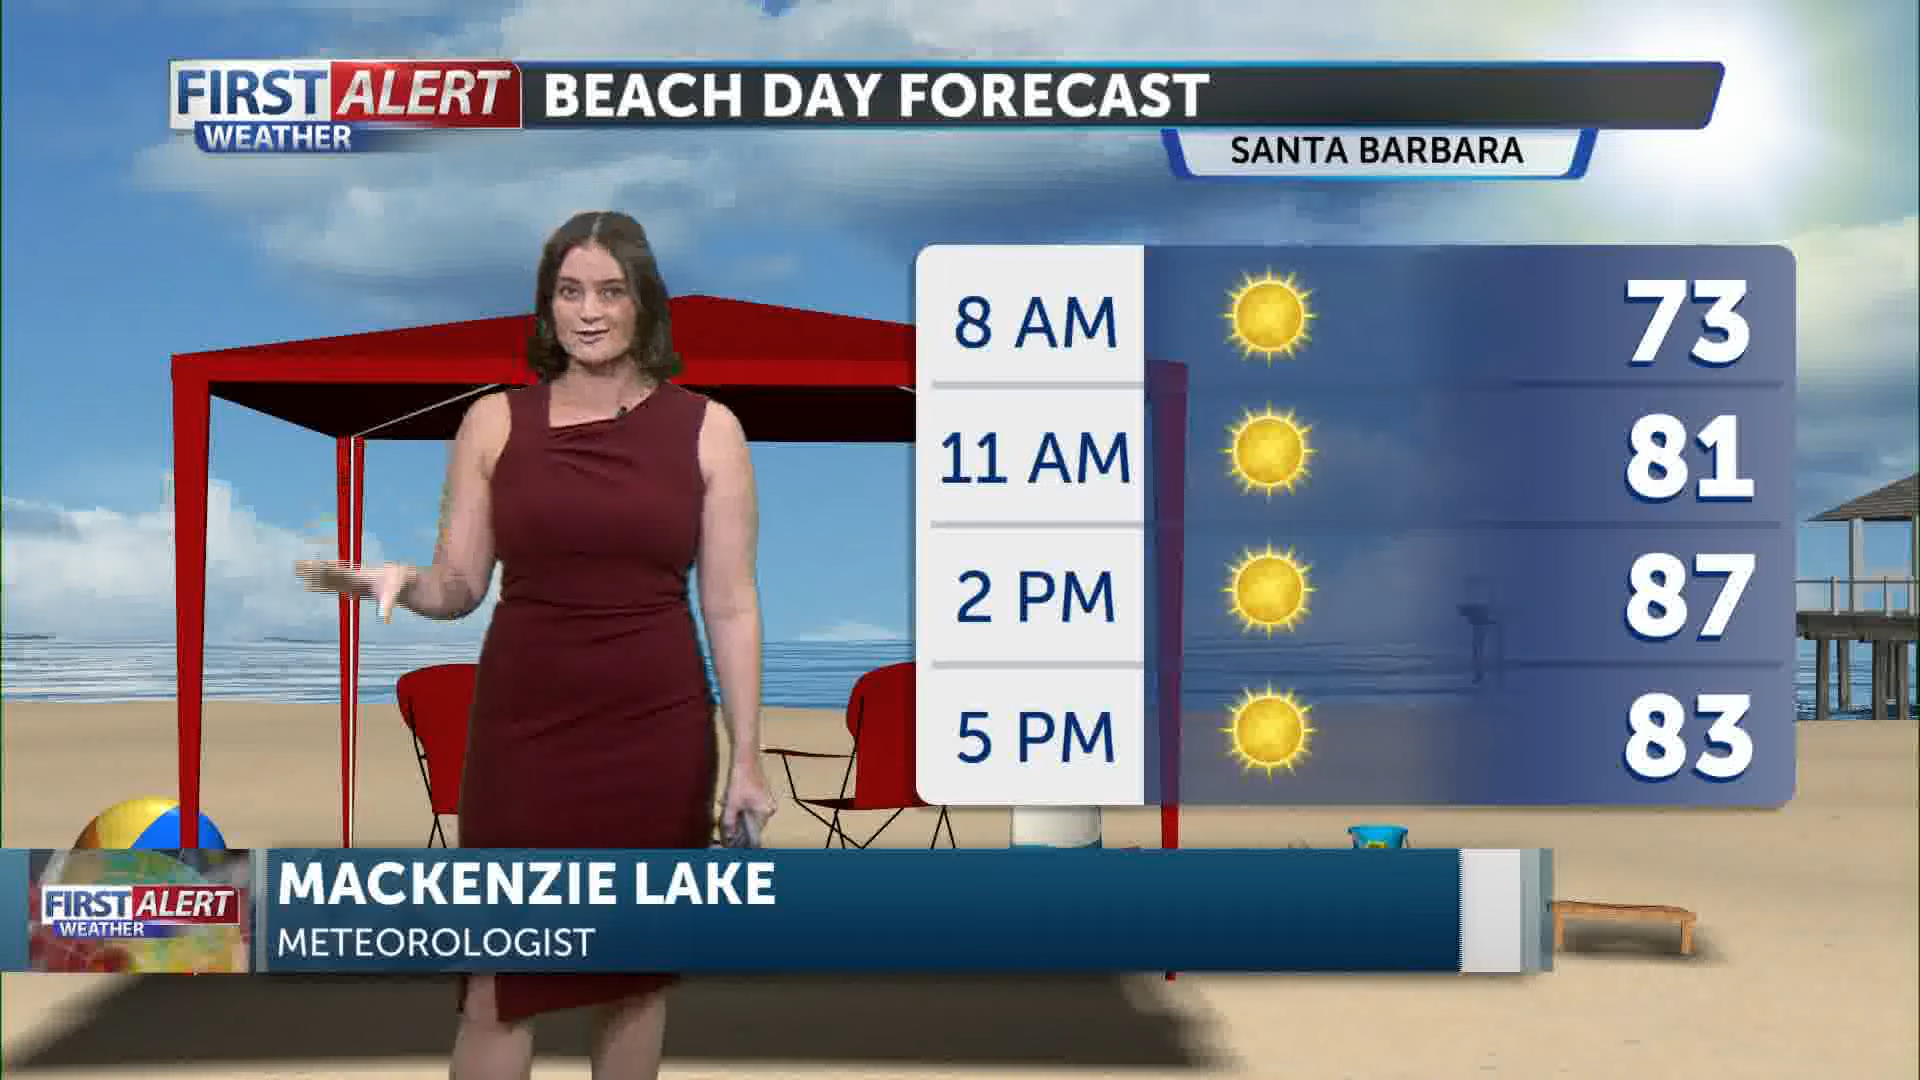 FIRST ALERT
WEATHER
BEACH DAY FORECAST
SANTA BARBARA
8 AM 73
11 AM 81
2 PM 87
5 PM 83
FIRST ALERT
WEATHER
MACKENZIE LAKE
METEOROLOGIST